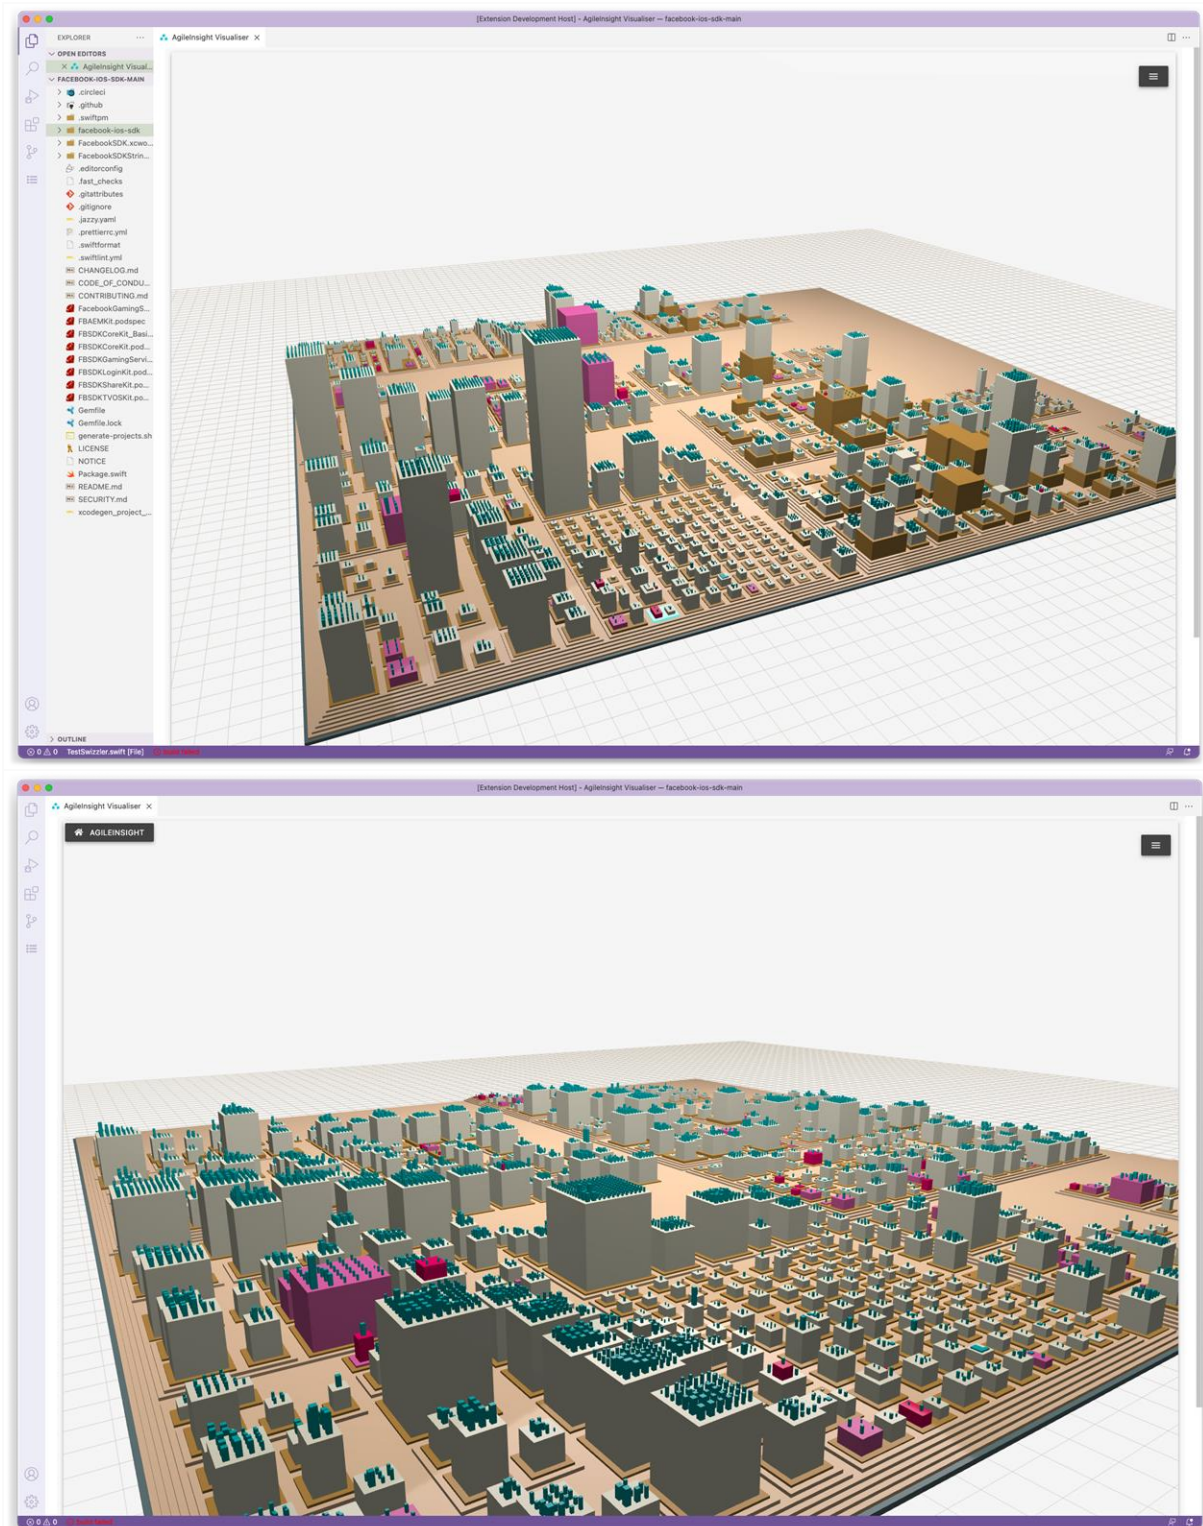 [Extension Development Host] - AgileInsight Visualiser — facebook-ios-sdk-main
EXPLORER
AgileInsight Visualiser
OPEN EDITORS
AgileInsight Visual...
FACEBOOK-IOS-SDK-MAIN
.circleci
.github
.swiftpm
facebook-ios-sdk
FacebookSDK.xcwo...
FacebookSDKStrin...
.editorconfig
.fast_checks
.gitattributes
.gitignore
.jazzy.yaml
.prettierrc.yml
.swiftformat
.swiftlint.yml
CHANGELOG.md
CODE_OF_CONDU...
CONTRIBUTING.md
FacebookGamingS...
FBAEMKit.podspec
FBSDKCoreKit_Basi...
FBSDKCoreKit.pod...
FBSDKGamingServi...
FBSDKLoginKit.pod...
FBSDKShareKit.po...
FBSDKTVOSKit.po...
Gemfile
Gemfile.lock
generate-projects.sh
LICENSE
NOTICE
Package.swift
README.md
SECURITY.md
xcodegen_project_...
OUTLINE
0 0 TestSwizzler.swift [File] build failed
[Extension Development Host] - AgileInsight Visualiser — facebook-ios-sdk-main
AgileInsight Visualiser
AGILEINSIGHT
0 0 build failed